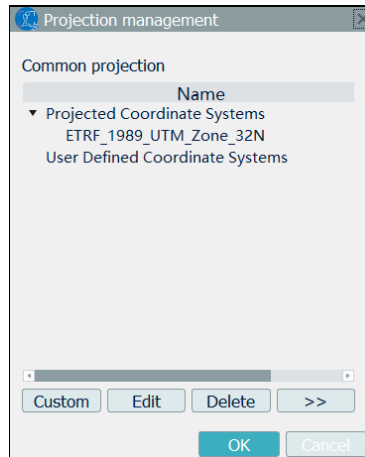 Projection management
Common projection
Name
Projected Coordinate Systems
ETRF_1989_UTM_Zone_32N
User Defined Coordinate Systems
Custom Edit Delete >>
OK Cancel